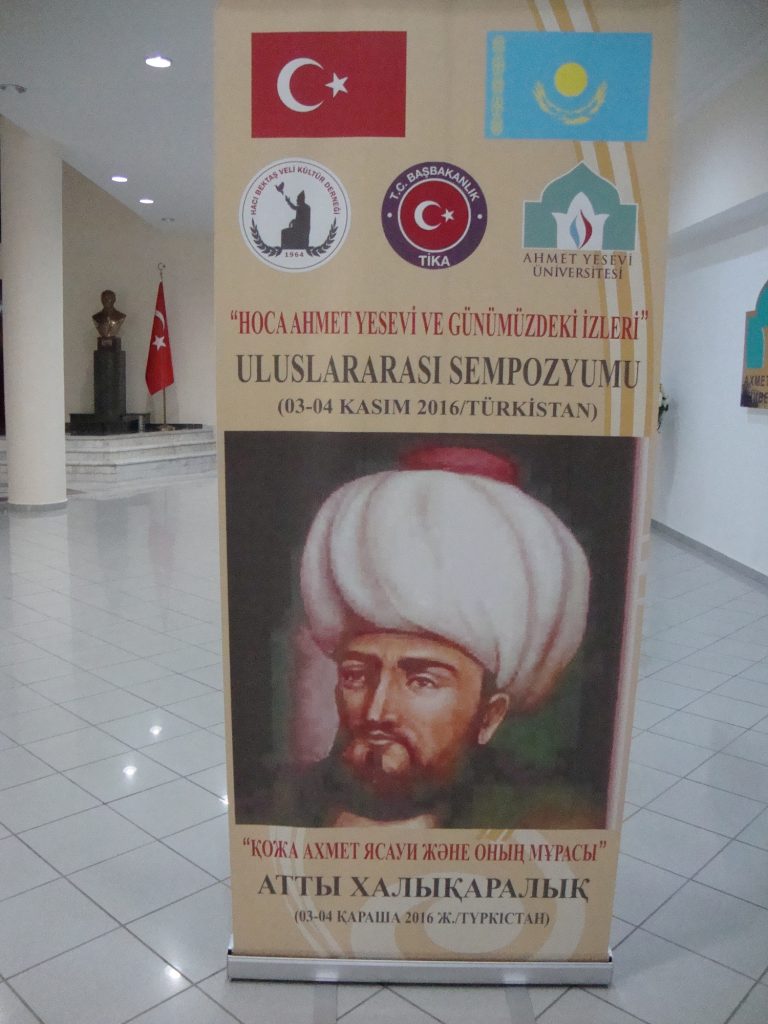 HACI BEKTAŞ VELİ KÜLTÜR DERNEĞİ
1964
T.C. BAŞBAKANLIK
TİKA
AHMET YESEVİ
ÜNİVERSİTESİ
“HOCA AHMET YESEVİ VE GÜNÜMÜZDEKİ İZLERİ”
ULUSLARARASI SEMPOZYUMU
(03-04 KASIM 2016/TÜRKİSTAN)
“ҚОЖА АХМЕТ ЯСАУИ ЖӘНЕ ОНЫҢ МҰРАСЫ”
АТТЫ ХАЛЫҚАРАЛЫҚ
(03-04 ҚАРАША 2016 Ж./ТҮРКІСТАН)